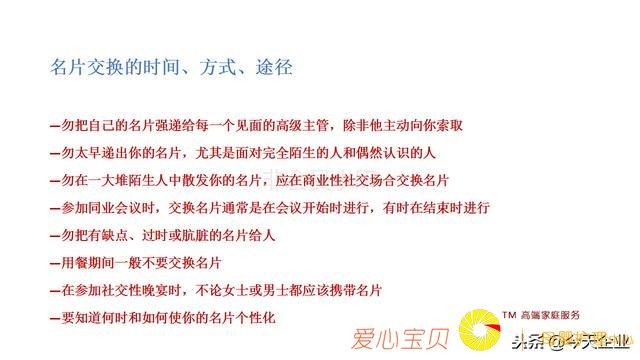 名片交换的时间、方式、途径
—勿把自己的名片强递给每一个见面的高级主管，除非他主动向你索取
—勿太早递出你的名片，尤其是面对完全陌生的人和偶然认识的人
—勿在一大堆陌生人中散发你的名片，应在商业性社交场合交换名片
—参加同业会议时，交换名片通常是在会议开始时进行，有时在结束时进行
—勿把有缺点、过时或肮脏的名片给人
—用餐期间一般不要交换名片
—在参加社交性晚宴时，不论女士或男士都应该携带名片
—要知道何时和如何使你的名片个性化
爱心宝贝
TM 高端家庭服务
头条@今天企业